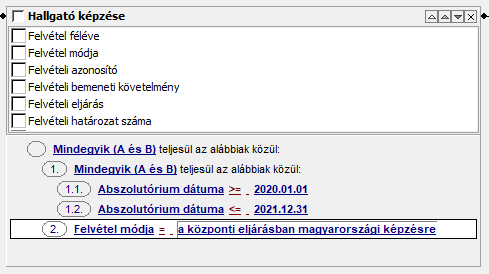 Hallgató képzése
Felvétel féléve
Felvétel módja
Felvételi azonosító
Felvételi bemeneti követelmény
Felvételi eljárás
Felvételi határozat száma
Mindegyik (A és B) teljesül az alábbiak közül:
1. Mindegyik (A és B) teljesül az alábbiak közül:
1.1. Abszolutórium dátuma >= 2020.01.01
1.2. Abszolutórium dátuma <= 2021.12.31
2. Felvétel módja = a központi eljárásban magyarországi képzésre